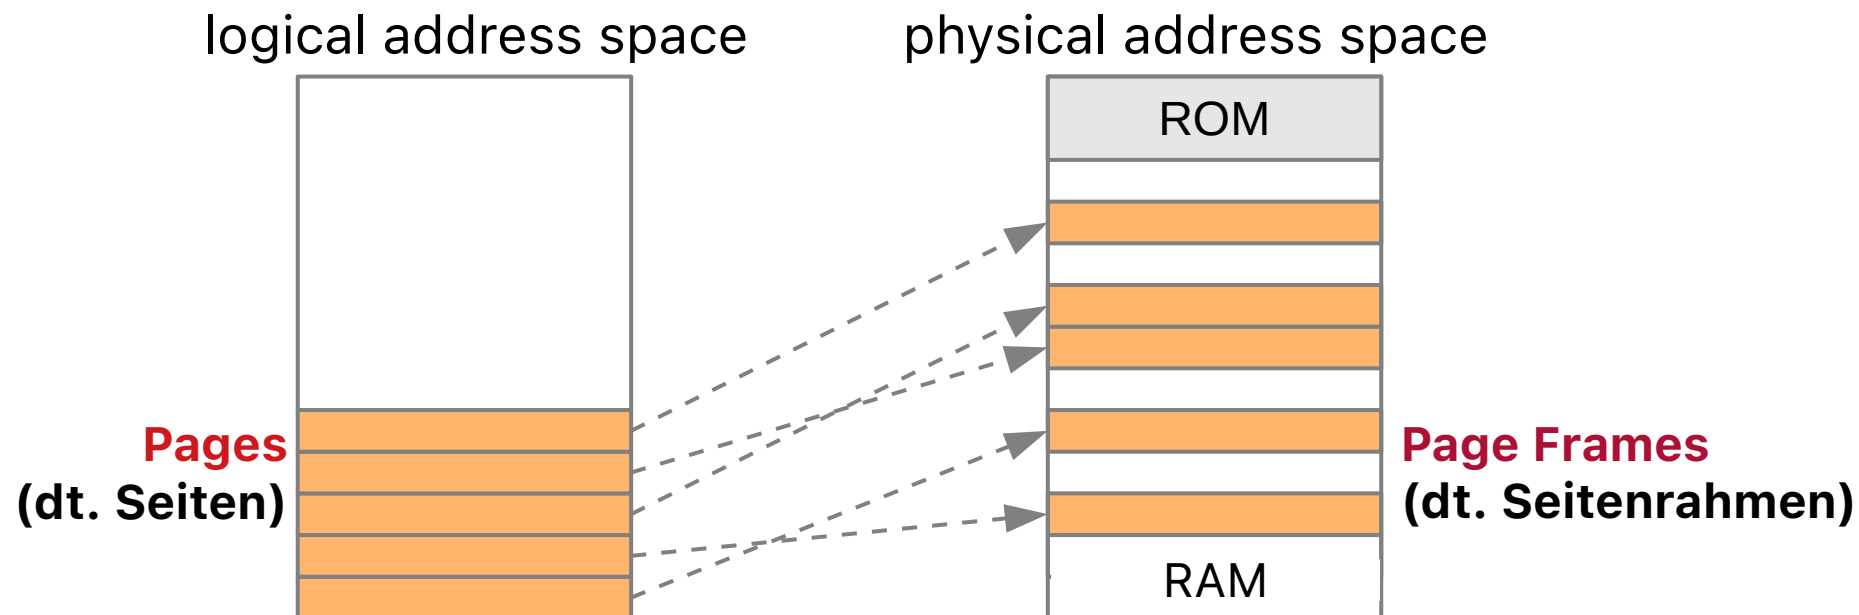 logical address space
physical address space
ROM
Pages
(dt. Seiten)
Page Frames
(dt. Seitenrahmen)
RAM